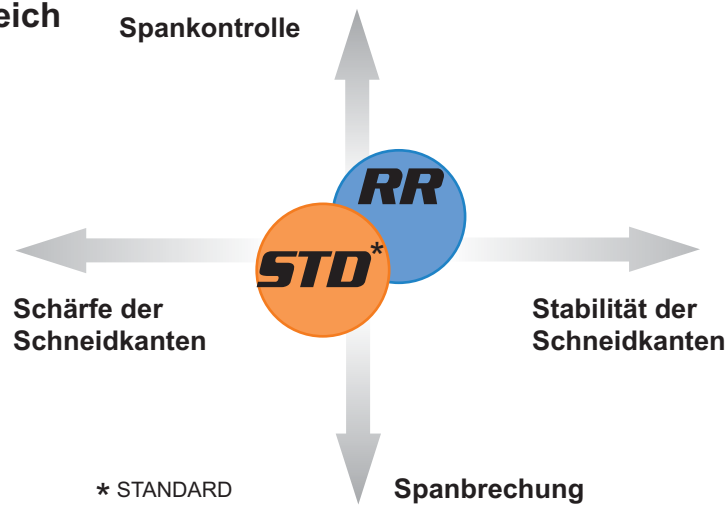 eich
Spankontrolle
RR
STD*
Schärfe der
Schneidkanten
Stabilität der
Schneidkanten
* STANDARD
Spanbrechung